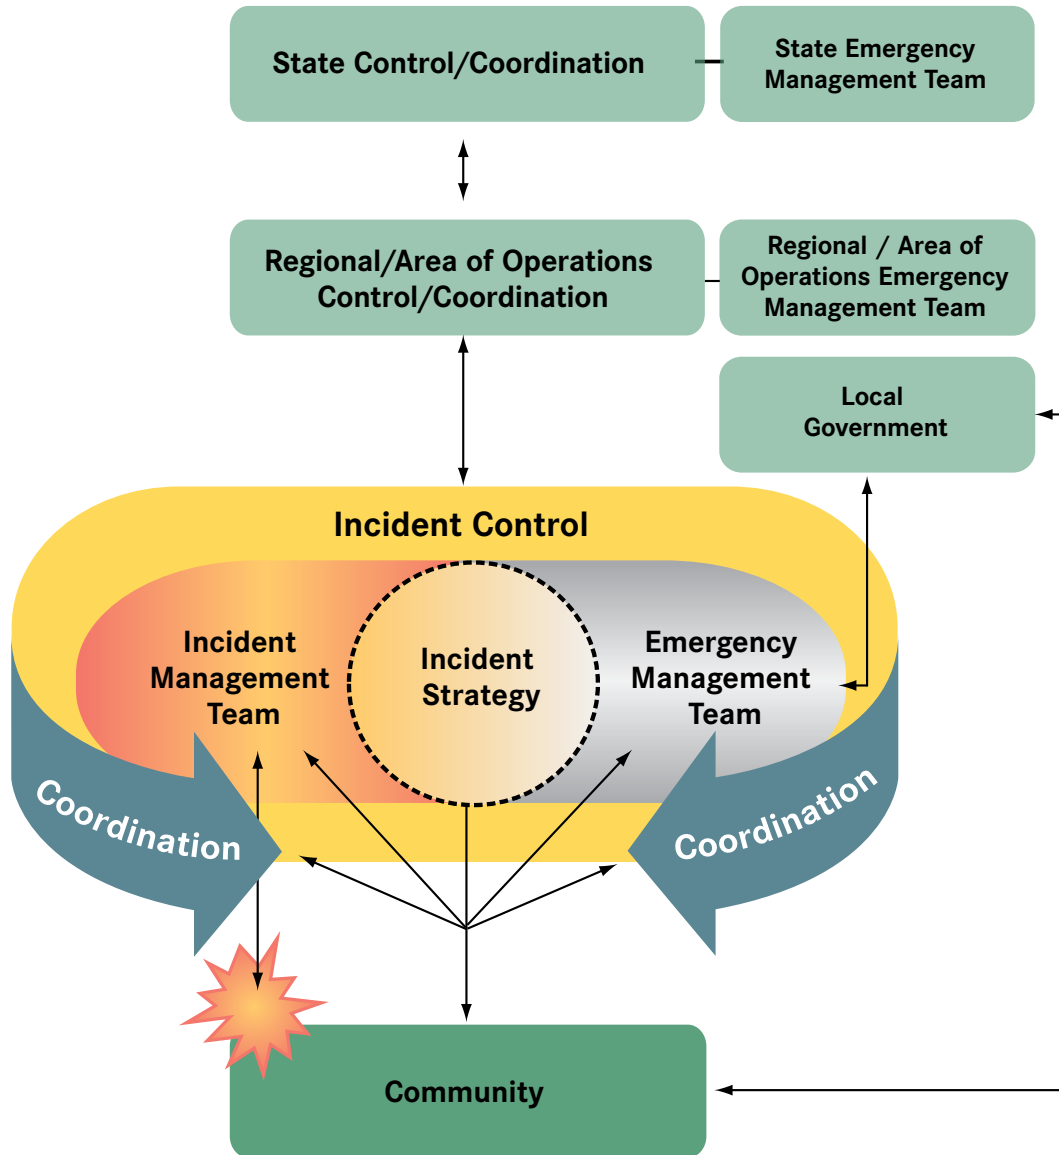 State Control/Coordination
State Emergency
Management Team
Regional/Area of Operations
Control/Coordination
Regional / Area of
Operations Emergency
Management Team
Local
Government
Incident Control
Incident
Management
Team
Incident
Strategy
Emergency
Management
Team
Coordination
Coordination
Community